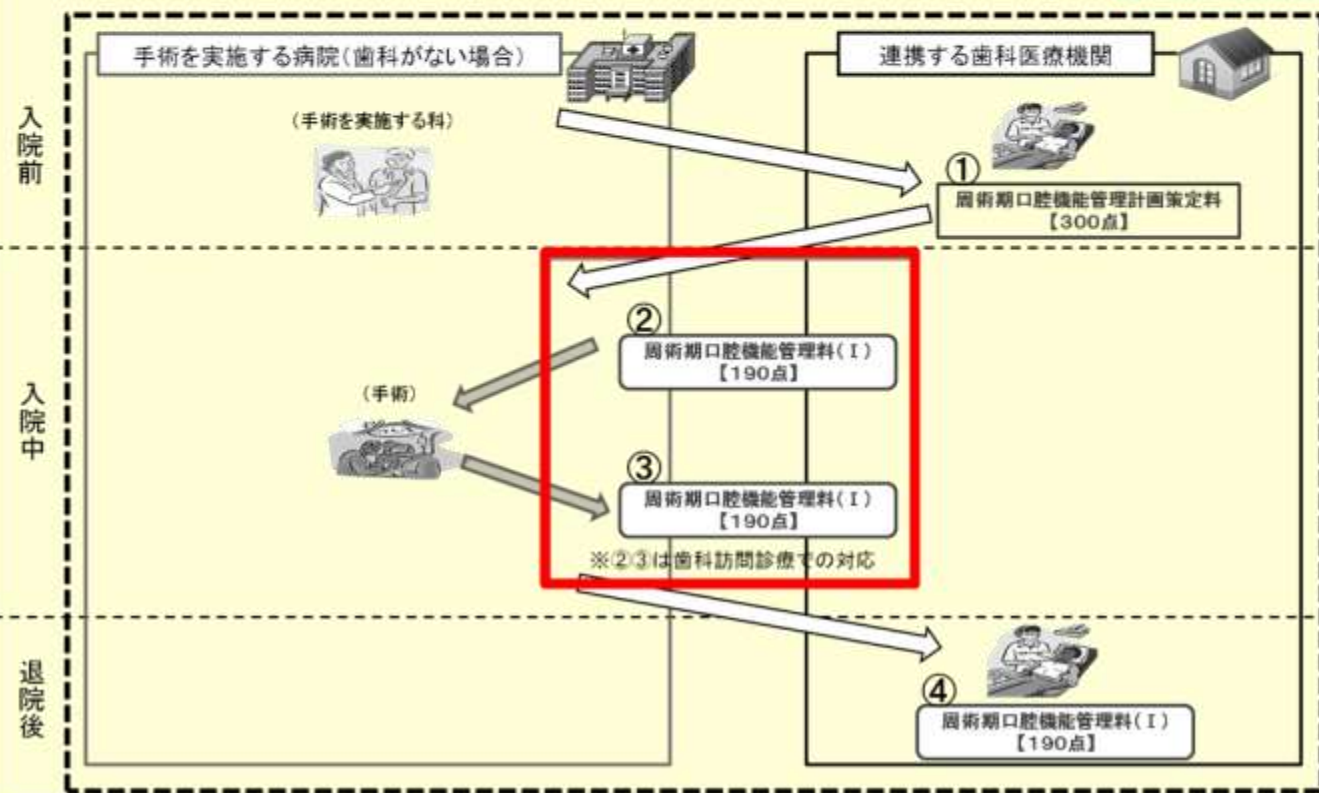 手術を実施する病院(歯科がない場合)
連携する歯科医療機関
入院前
(手術を実施する科)
①
周術期口腔機能管理計画策定料
【300点】
入院中
②
周術期口腔機能管理料(Ⅰ)
【190点】
(手術)
③
周術期口腔機能管理料(Ⅰ)
【190点】
※②③は歯科訪問診療での対応
退院後
④
周術期口腔機能管理料(Ⅰ)
【190点】